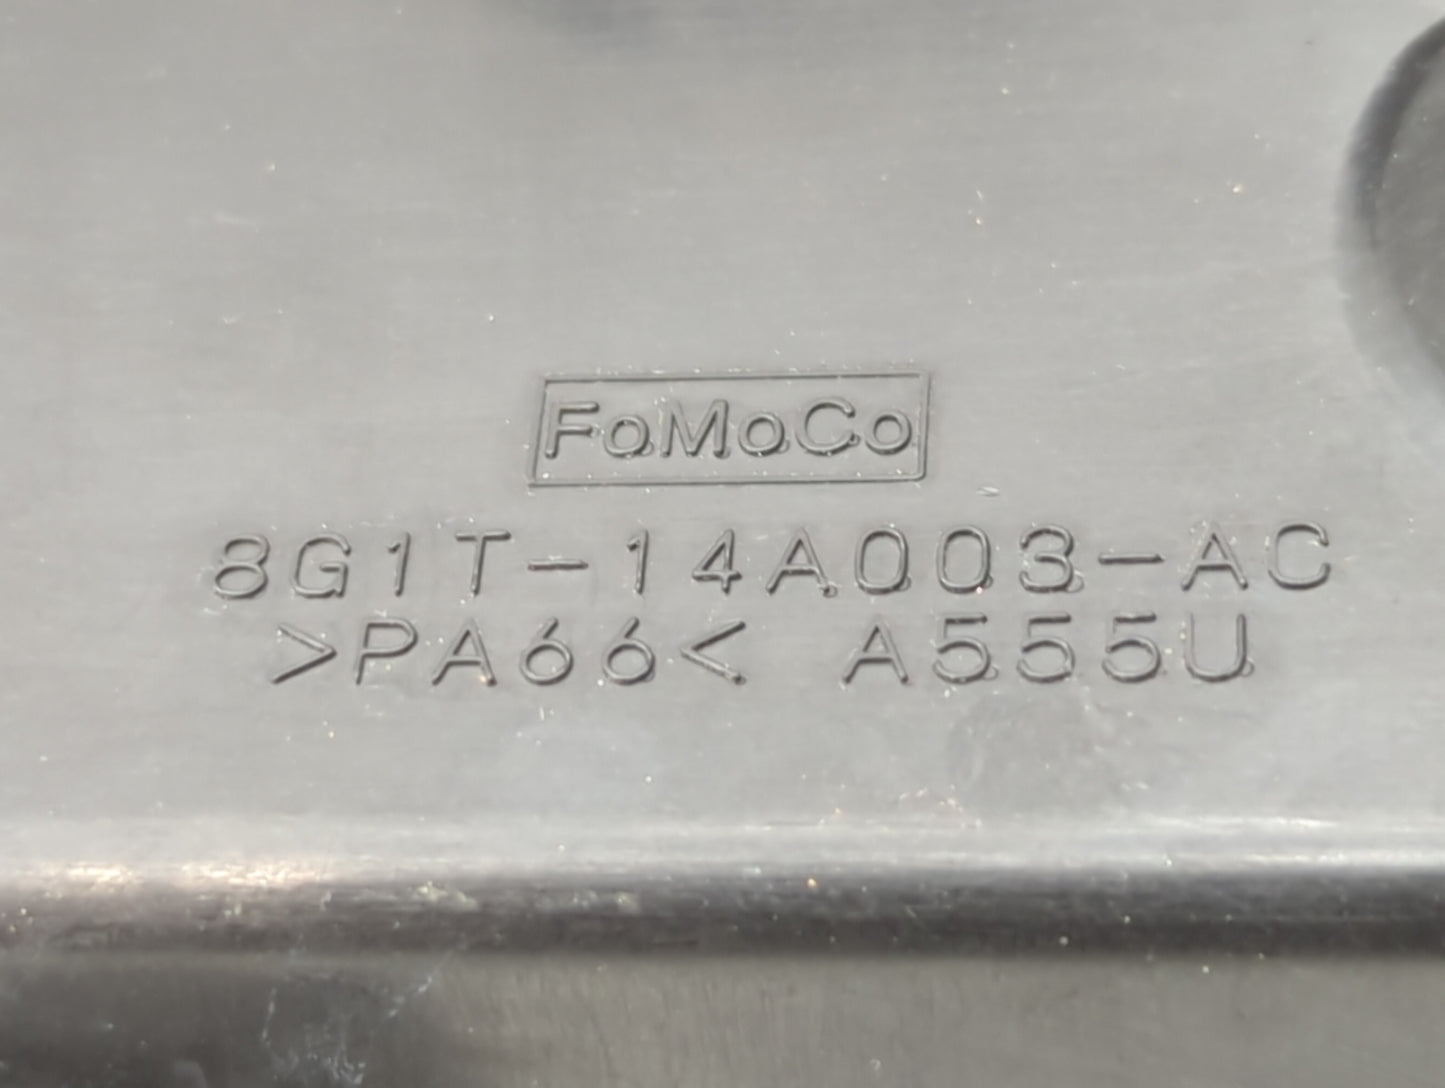 FoMoCo
8G1T-14A003-AC
>PA66< A555U